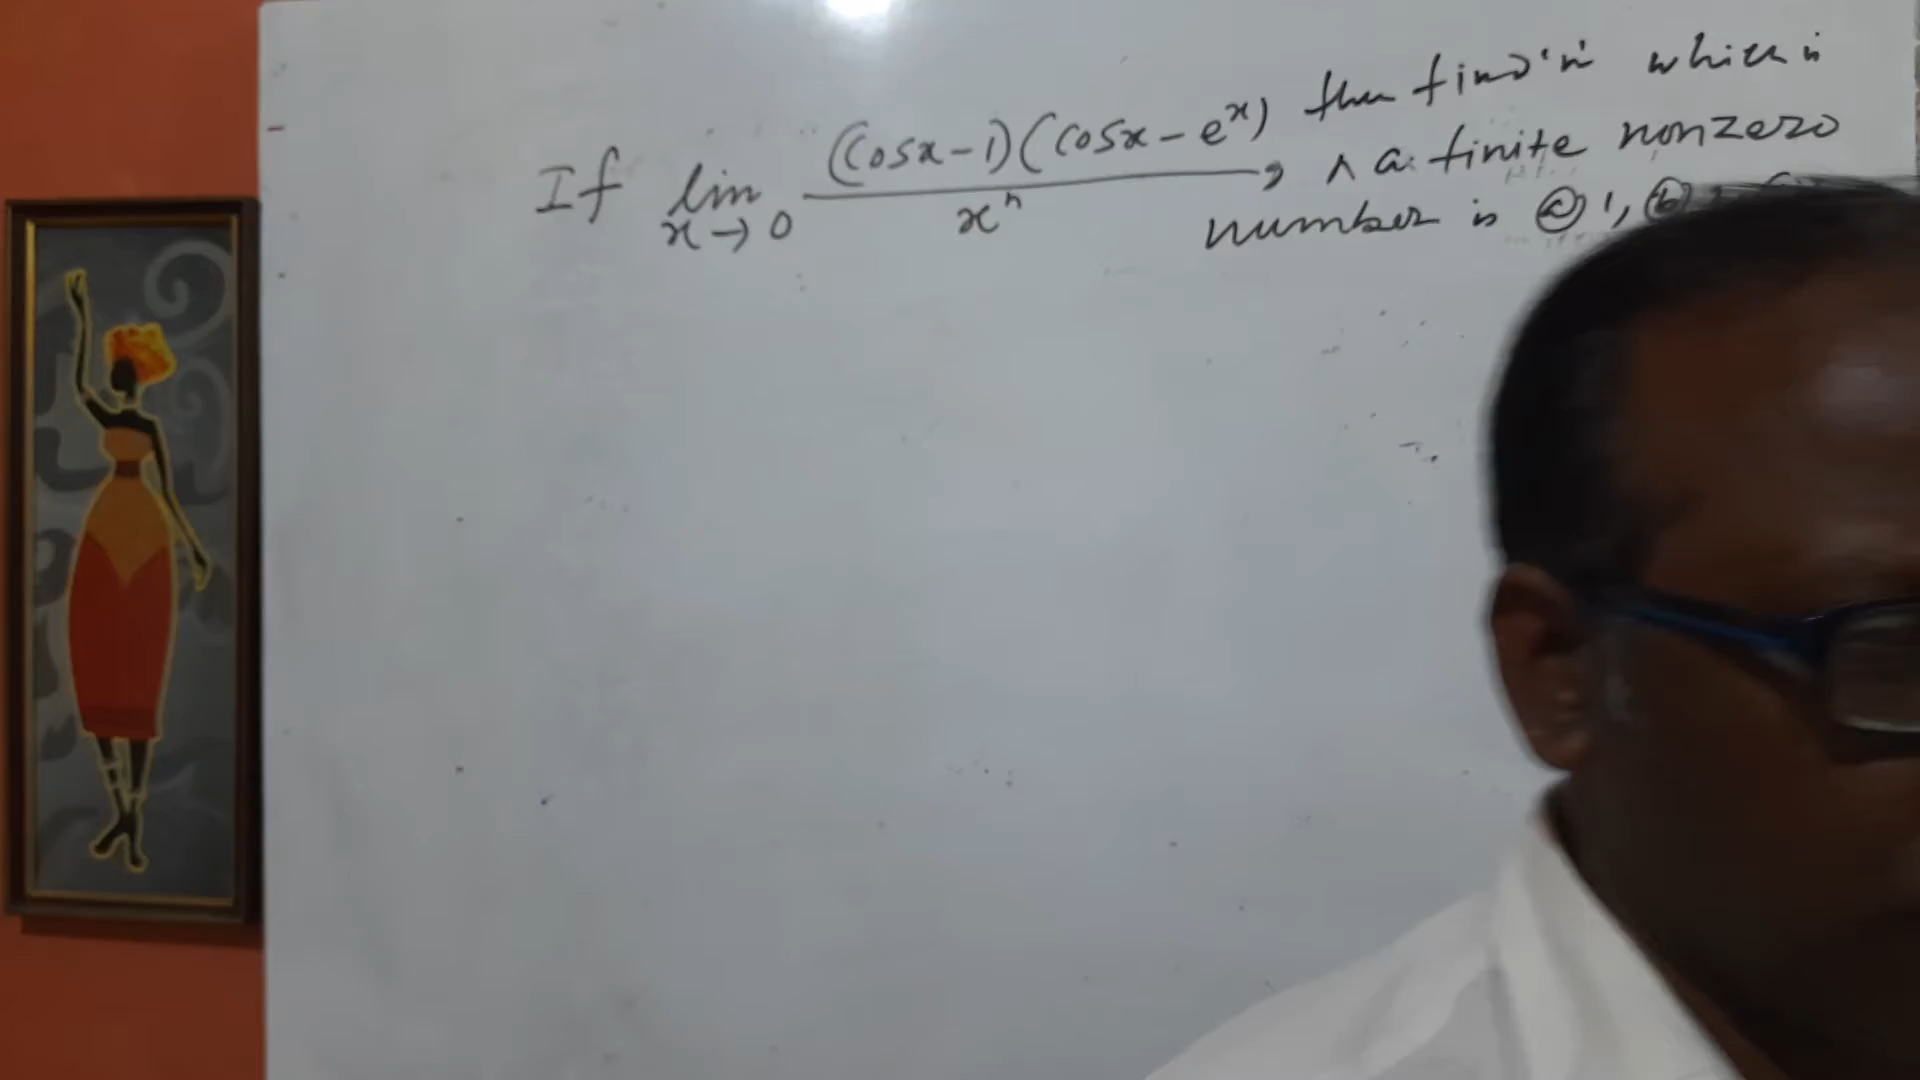 If lim x→0 (Cosx-1)(Cosx-eˣ) / xⁿ, then find 'n' which is
^ a finite nonzero
number is ⓐ 1, ⓑ